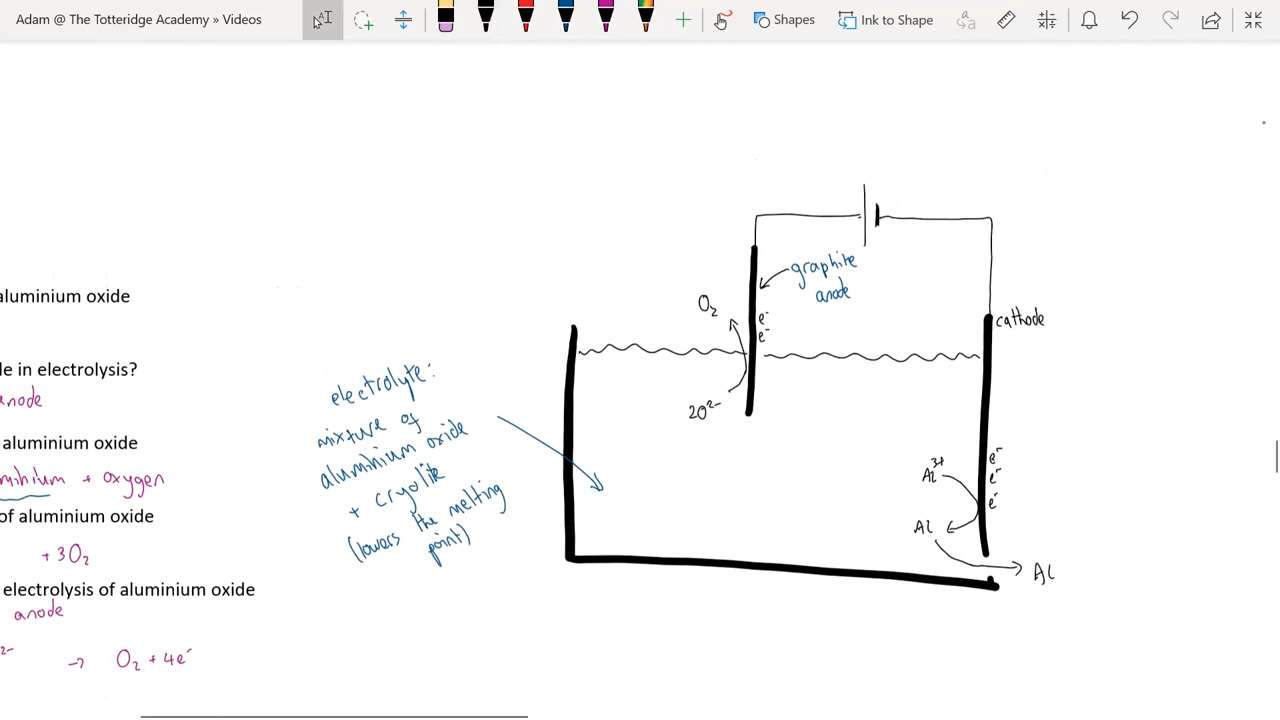 Adam @ The Totteridge Academy » Videos
Shapes
Ink to Shape
aluminium oxide
le in electrolysis?
anode
aluminium oxide
minium + oxygen
of aluminium oxide
+ 3O₂
electrolysis of aluminium oxide
anode
2-
→ O₂ + 4e⁻
electrolyte:
mixture of
aluminium oxide
+ cryolite
(lowers the melting
point)
graphite
anode
O₂
e⁻
e⁻
2O²⁻
cathode
Al³⁺
e⁻
e⁻
e⁻
Al
Al